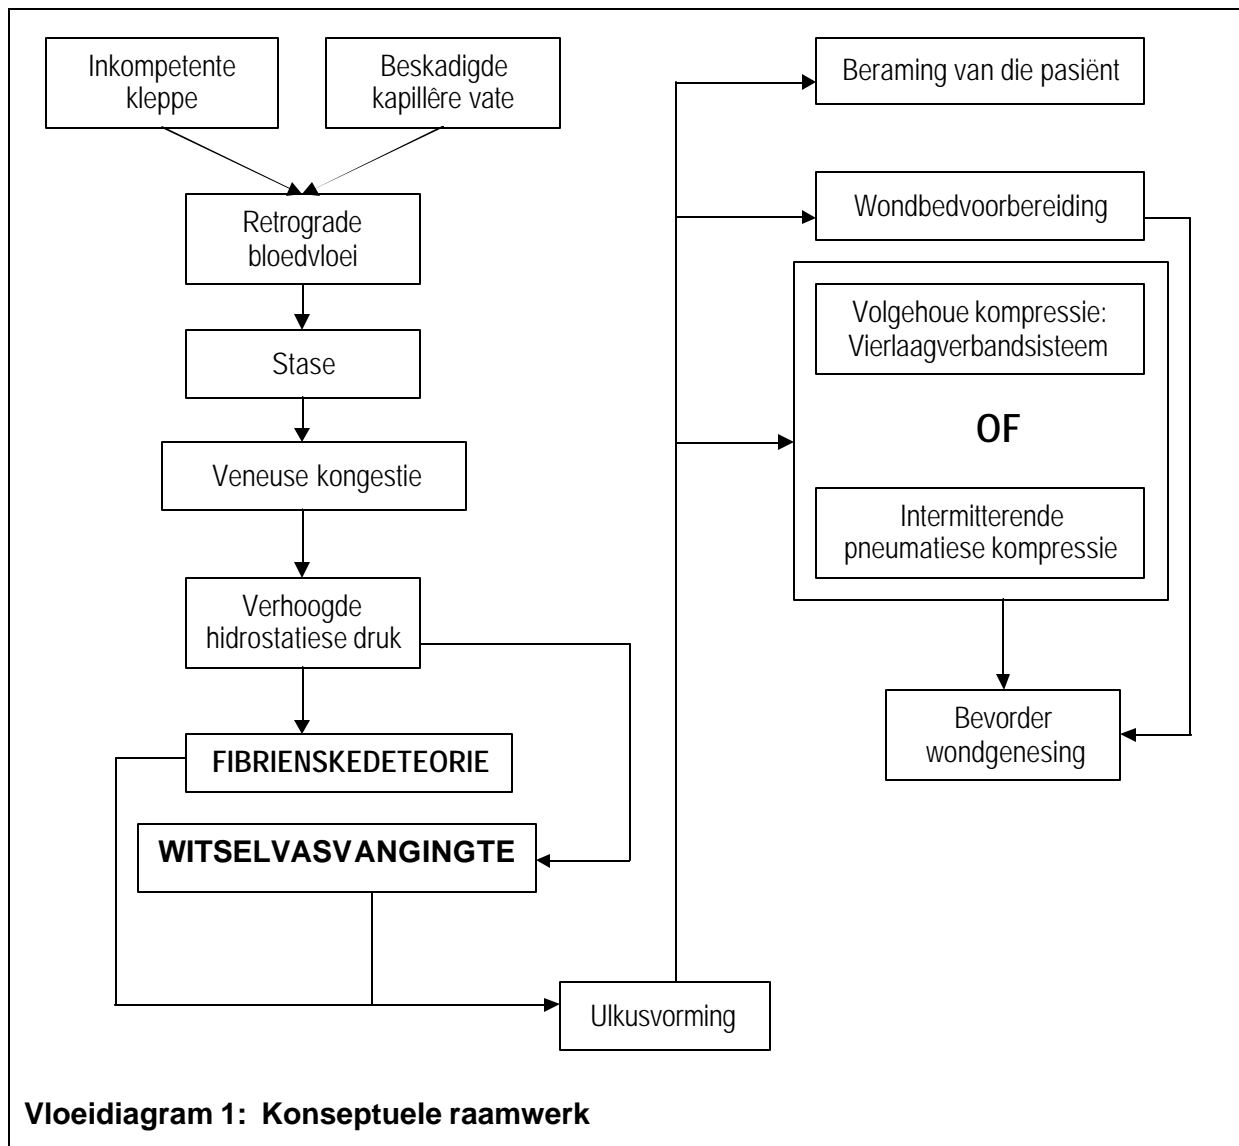 Inkompetente
kleppe
Beskadigde
kapillêre vate
Retrograde
bloedvloei
Stase
Veneuse kongestie
Verhoogde
hidrostatiese druk
FIBRIENSKEDETEORIE
WITSELVASVANGINGTE
Ulkusvorming
Beraming van die pasiënt
Wondbedvoorbereiding
Volgehoue kompressie:
Vierlaagverbandsisteem
OF
Intermitterende
pneumatiese kompressie
Bevorder
wondgenesing
Vloeidiagram 1: Konseptuele raamwerk